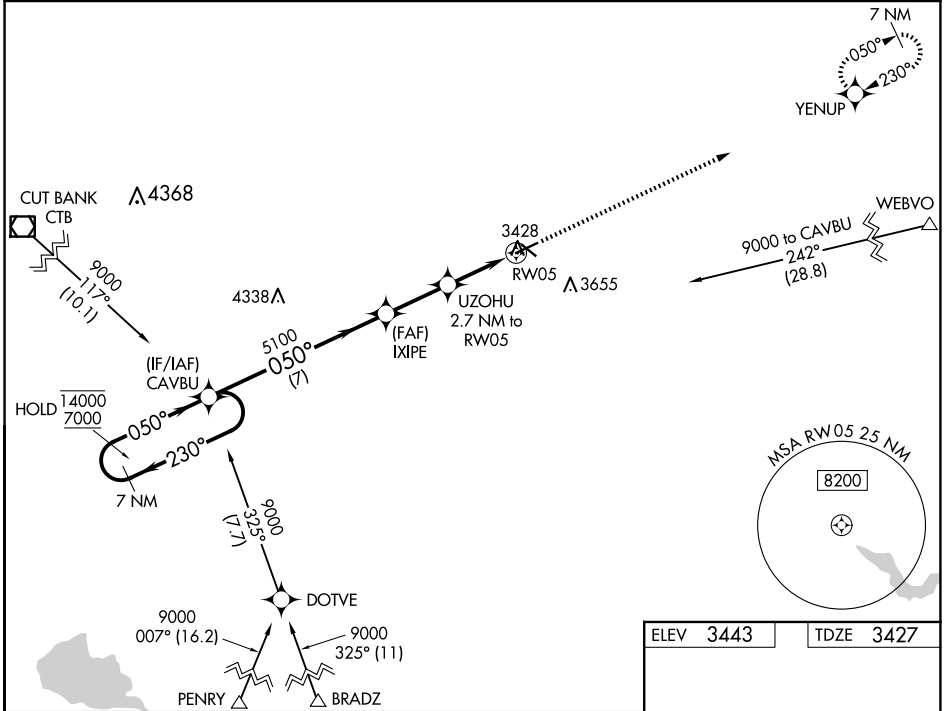 7 NM
050°
230°
YENUP
CUT BANK
CTB
4368
9000
117°
(10.1)
WEBVO
9000 to CAVBU
242°
(28.8)
3428
RW05
3655
4338
UZOHU
2.7 NM to
RW05
(FAF)
IXIPE
5100
050°
(7)
(IF/IAF)
CAVBU
HOLD 14000
7000
050°
230°
7 NM
MSA RW05 25 NM
8200
9000
325°
(7.7)
DOTVE
9000
007° (16.2)
9000
325° (11)
PENRY
BRADZ
ELEV 3443
TDZE 3427